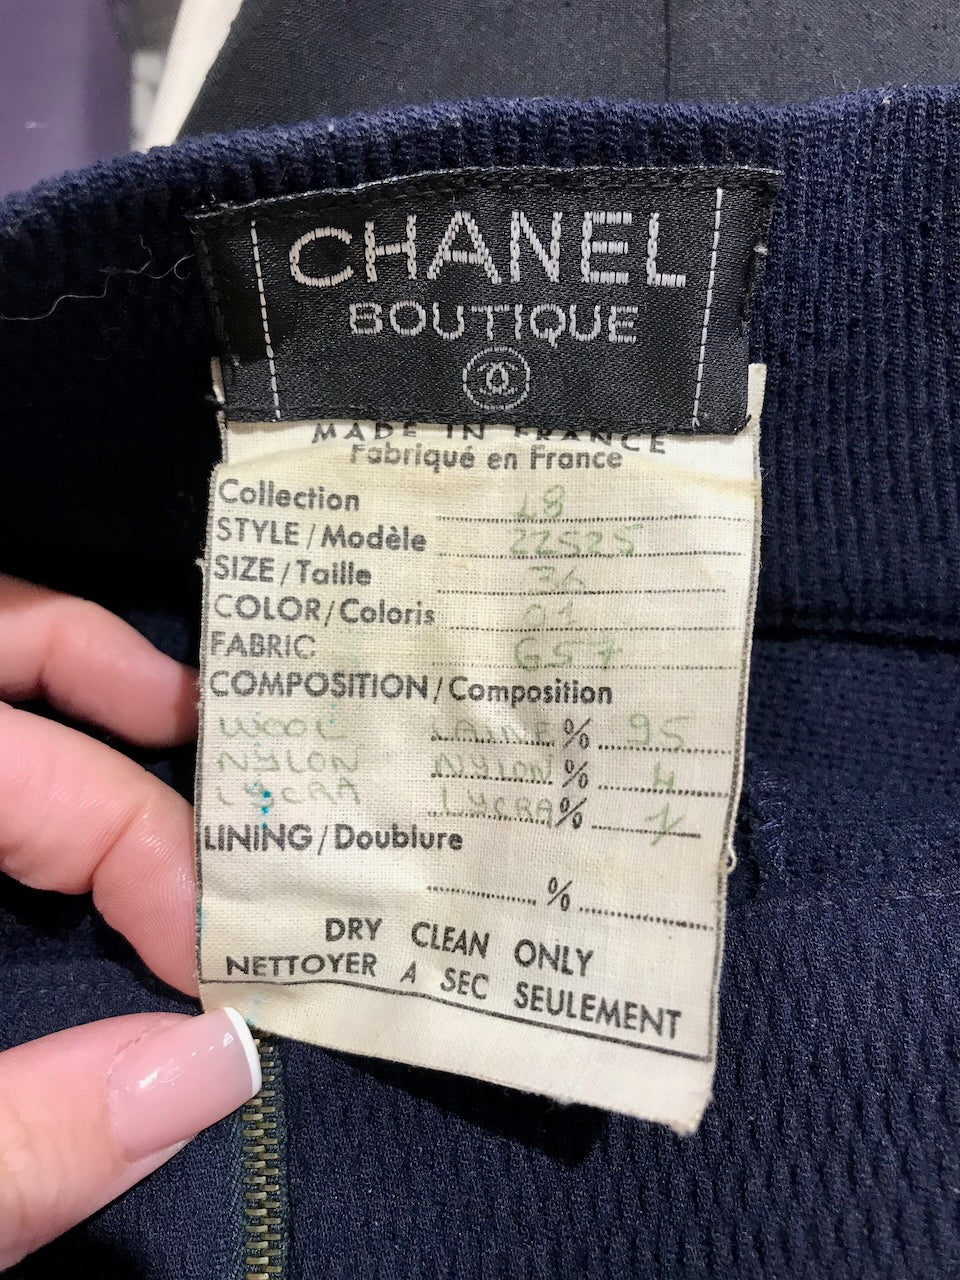 CHANEL
BOUTIQUE
MADE IN FRANCE
Fabriqué en France
Collection 18
STYLE/Modèle 22525
SIZE/Taille 36
COLOR/Coloris 01
FABRIC 657
COMPOSITION/Composition
WOOL LAINE % 95
NYLON NYLON % 4
LYCRA LYCRA % 1
LINING/Doublure
%
DRY CLEAN ONLY
NETTOYER A SEC SEULEMENT